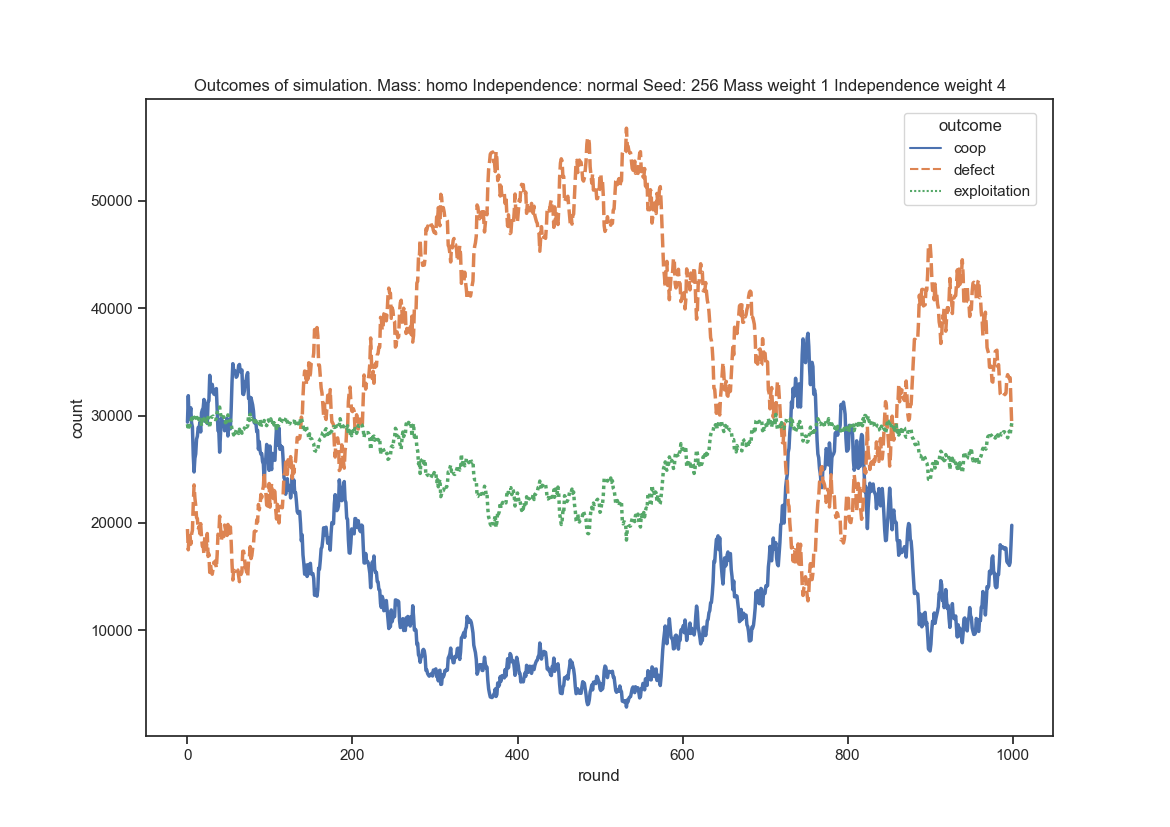 Outcomes of simulation. Mass: homo Independence: normal Seed: 256 Mass weight 1 Independence weight 4
outcome
coop
defect
exploitation
count
50000
40000
30000
20000
10000
0
200
400
600
800
1000
round